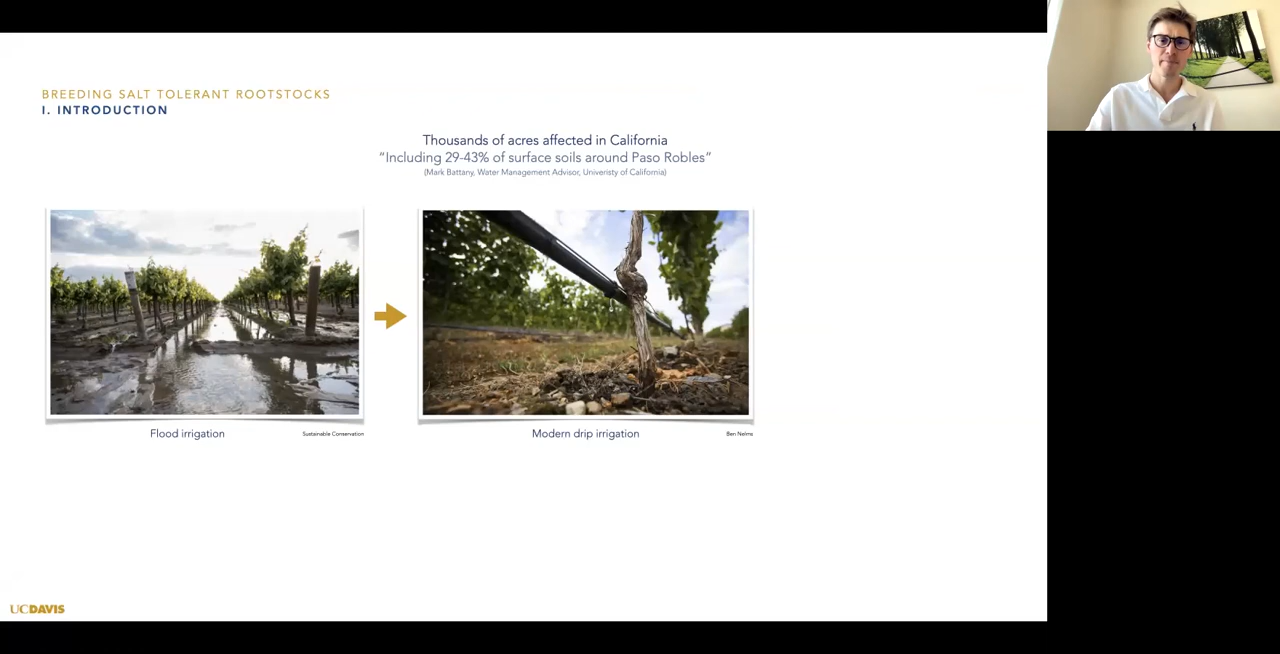 BREEDING SALT TOLERANT ROOTSTOCKS
I. INTRODUCTION
Thousands of acres affected in California
“Including 29-43% of surface soils around Paso Robles”
(Mark Battany, Water Management Advisor, Univeristy of California)
Flood irrigation
Sustainable Conservation
Modern drip irrigation
Ben Nelms
UCDAVIS